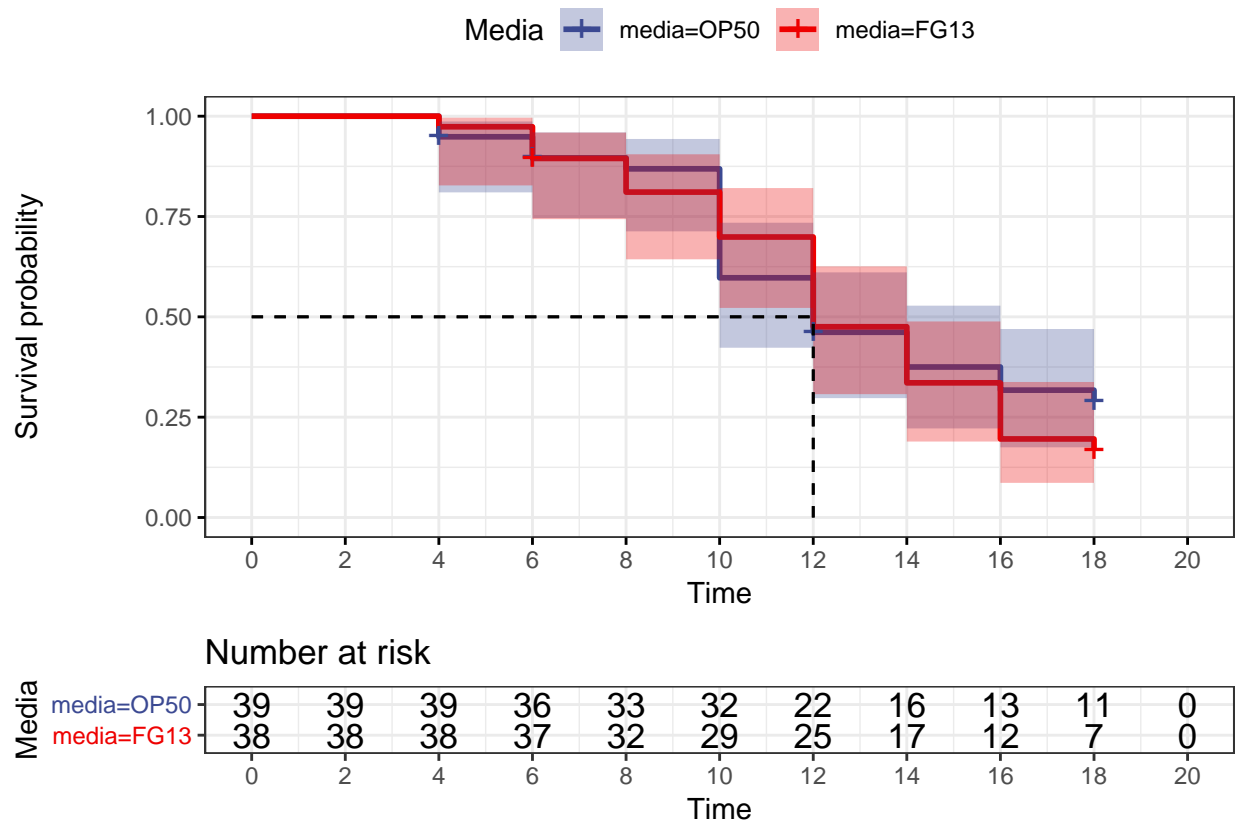 Media media=OP50 media=FG13
Survival probability
1.00
0.75
0.50
0.25
0.00
0 2 4 6 8 10 12 14 16 18 20
Time
Number at risk
Media
media=OP50 39 39 39 36 33 32 22 16 13 11 0
media=FG13 38 38 38 37 32 29 25 17 12 7 0
0 2 4 6 8 10 12 14 16 18 20
Time